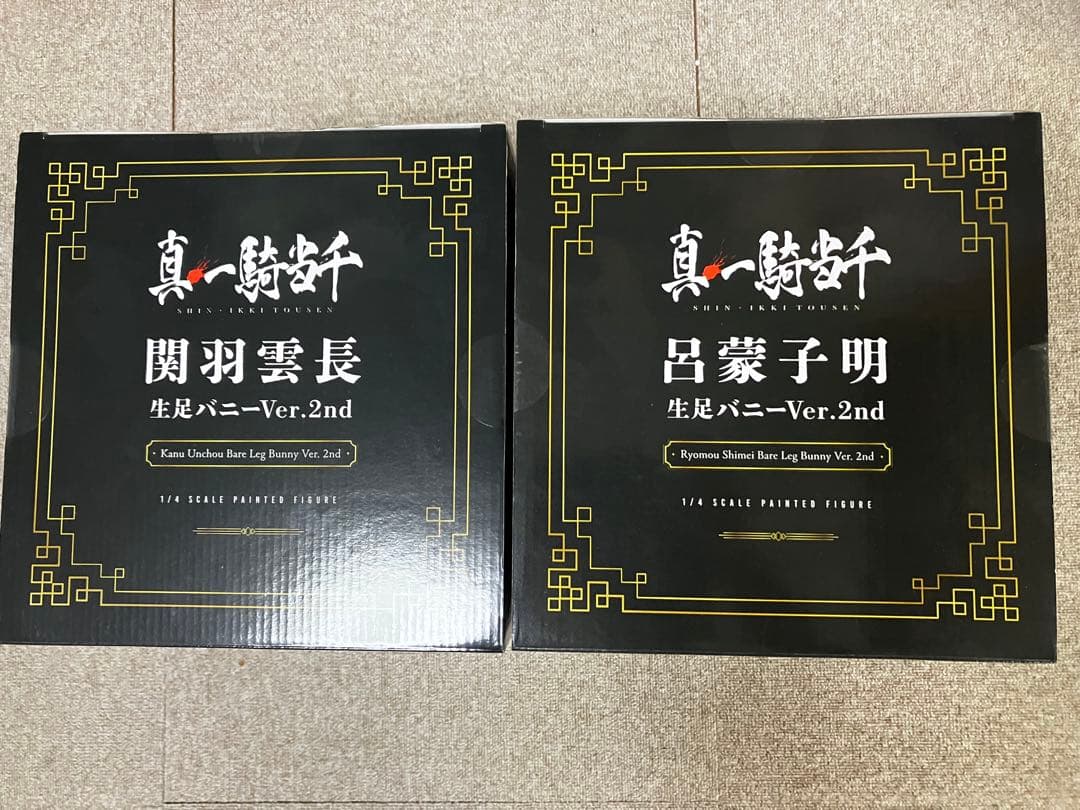 真・一騎当千
SHIN・IKKI TOUSEN
関羽雲長
生足バニーVer.2nd
・Kanu Unchou Bare Leg Bunny Ver. 2nd・
1/4 SCALE PAINTED FIGURE
真・一騎当千
SHIN・IKKI TOUSEN
呂蒙子明
生足バニーVer.2nd
・Ryomou Shimei Bare Leg Bunny Ver. 2nd・
1/4 SCALE PAINTED FIGURE